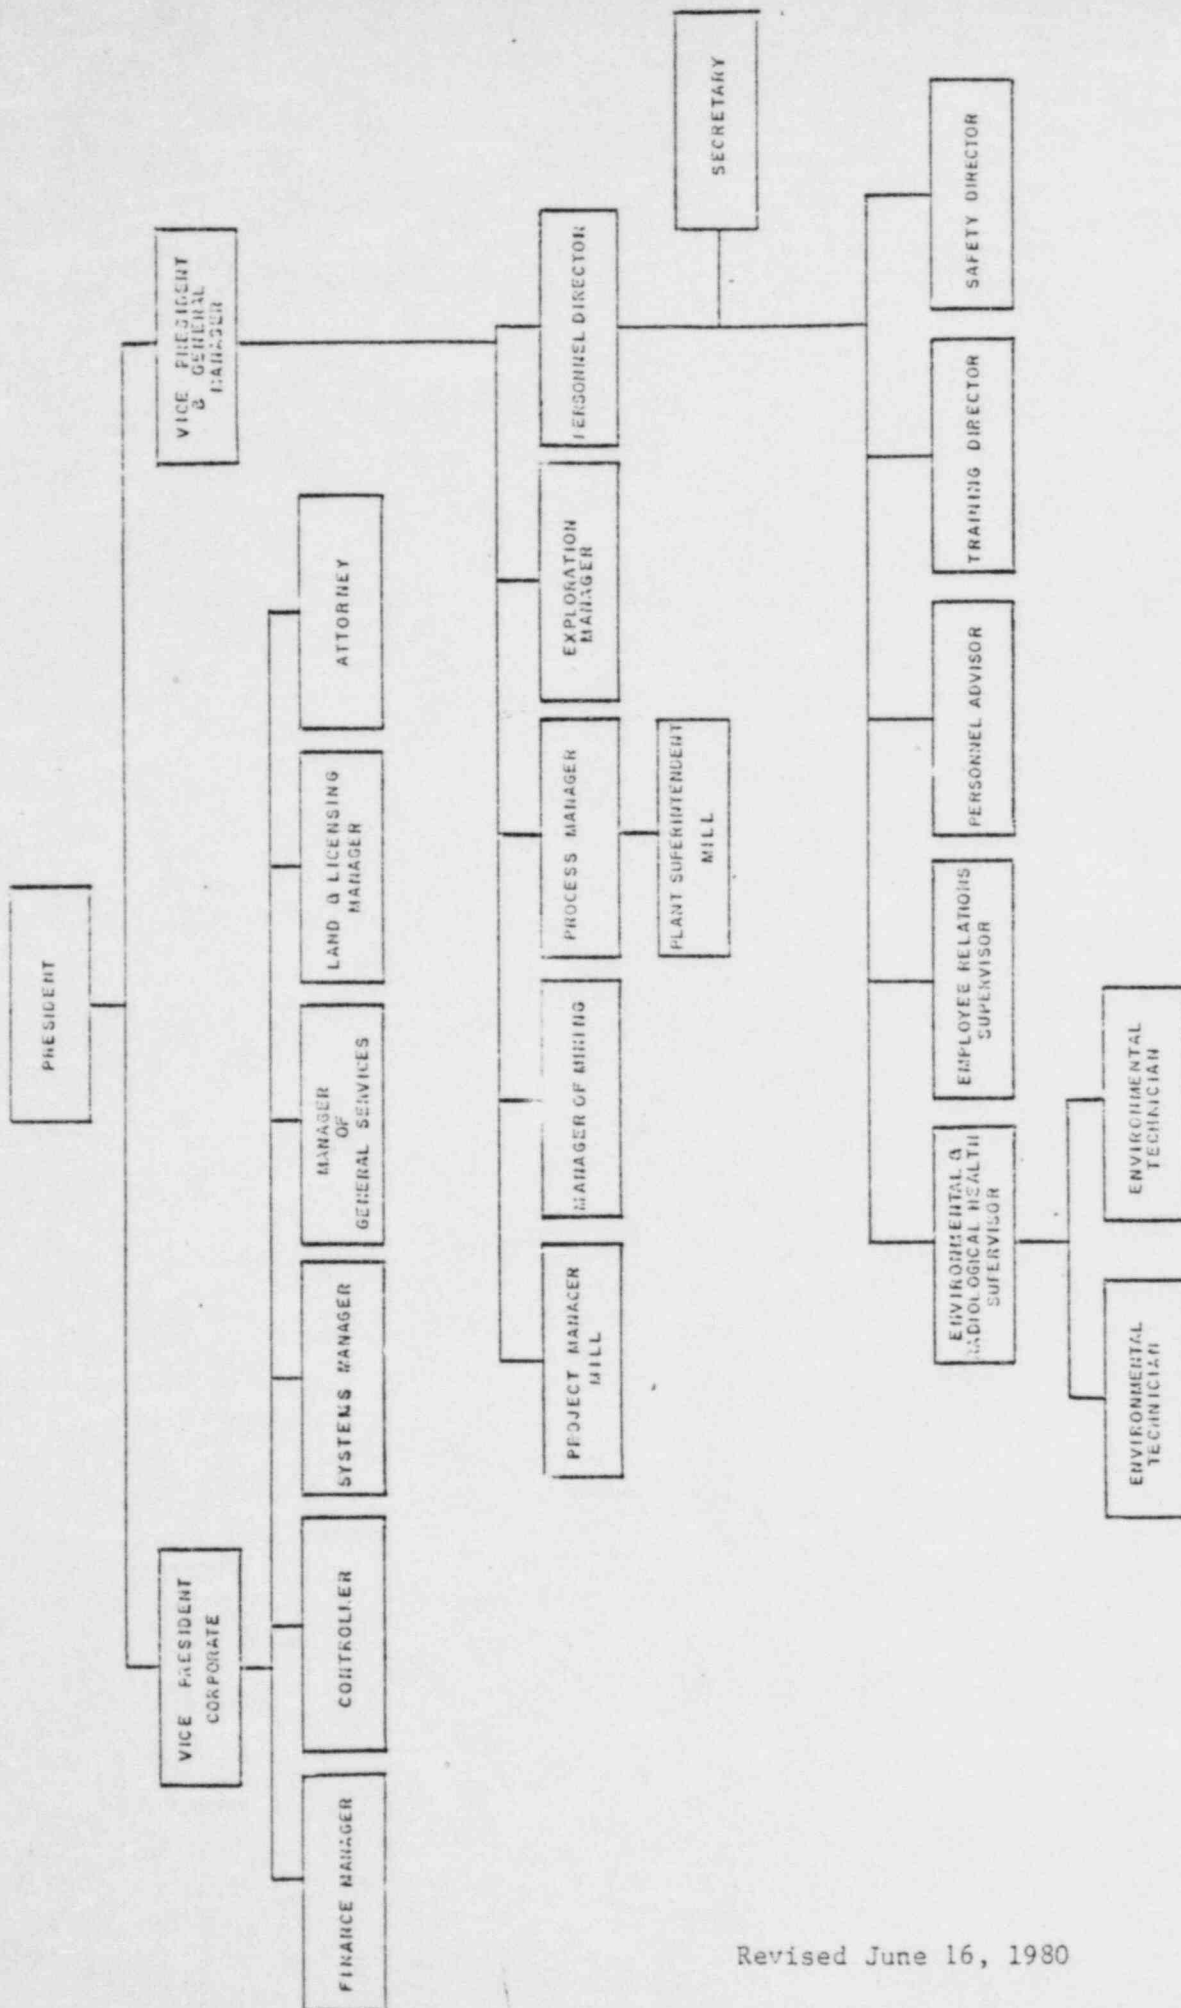 PRESIDENT
VICE PRESIDENT
CORPORATE
VICE PRESIDENT
& GENERAL
MANAGER
FINANCE MANAGER
CONTROLLER
SYSTEMS MANAGER
MANAGER
OF
GENERAL SERVICES
LAND & LICENSING
MANAGER
ATTORNEY
PROJECT MANAGER
MILL
MANAGER OF MINING
PROCESS MANAGER
EXPLORATION
MANAGER
PERSONNEL DIRECTOR
PLANT SUPERINTENDENT
MILL
SECRETARY
ENVIRONMENTAL &
RADIOLOGICAL HEALTH
SUPERVISOR
EMPLOYEE RELATIONS
SUPERVISOR
PERSONNEL ADVISOR
TRAINING DIRECTOR
SAFETY DIRECTOR
ENVIRONMENTAL
TECHNICIAN
ENVIRONMENTAL
TECHNICIAN
Revised June 16, 1980